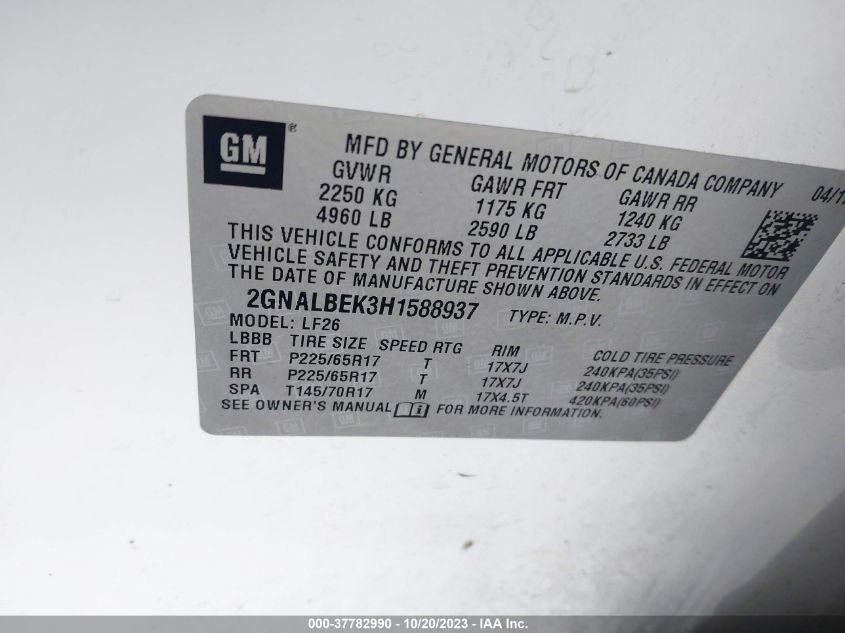 GM®
MFD BY GENERAL MOTORS OF CANADA COMPANY 04/1
GVWR GAWR FRT GAWR RR
2250 KG 1175 KG 1240 KG
4960 LB 2590 LB 2733 LB
THIS VEHICLE CONFORMS TO ALL APPLICABLE U.S. FEDERAL MOTOR
VEHICLE SAFETY AND THEFT PREVENTION STANDARDS IN EFFECT ON
THE DATE OF MANUFACTURE SHOWN ABOVE.
2GNALBEK3H1588937 TYPE: M.P.V.
MODEL: LF26
LBBB TIRE SIZE SPEED RTG RIM COLD TIRE PRESSURE
FRT P225/65R17 T 17X7J 240KPA(35PSI)
RR P225/65R17 T 17X7J 240KPA(35PSI)
SPA T145/70R17 M 17X4.5T 420KPA(60PSI)
SEE OWNER'S MANUAL i FOR MORE INFORMATION.
000-37782990 - 10/20/2023 - IAA Inc.